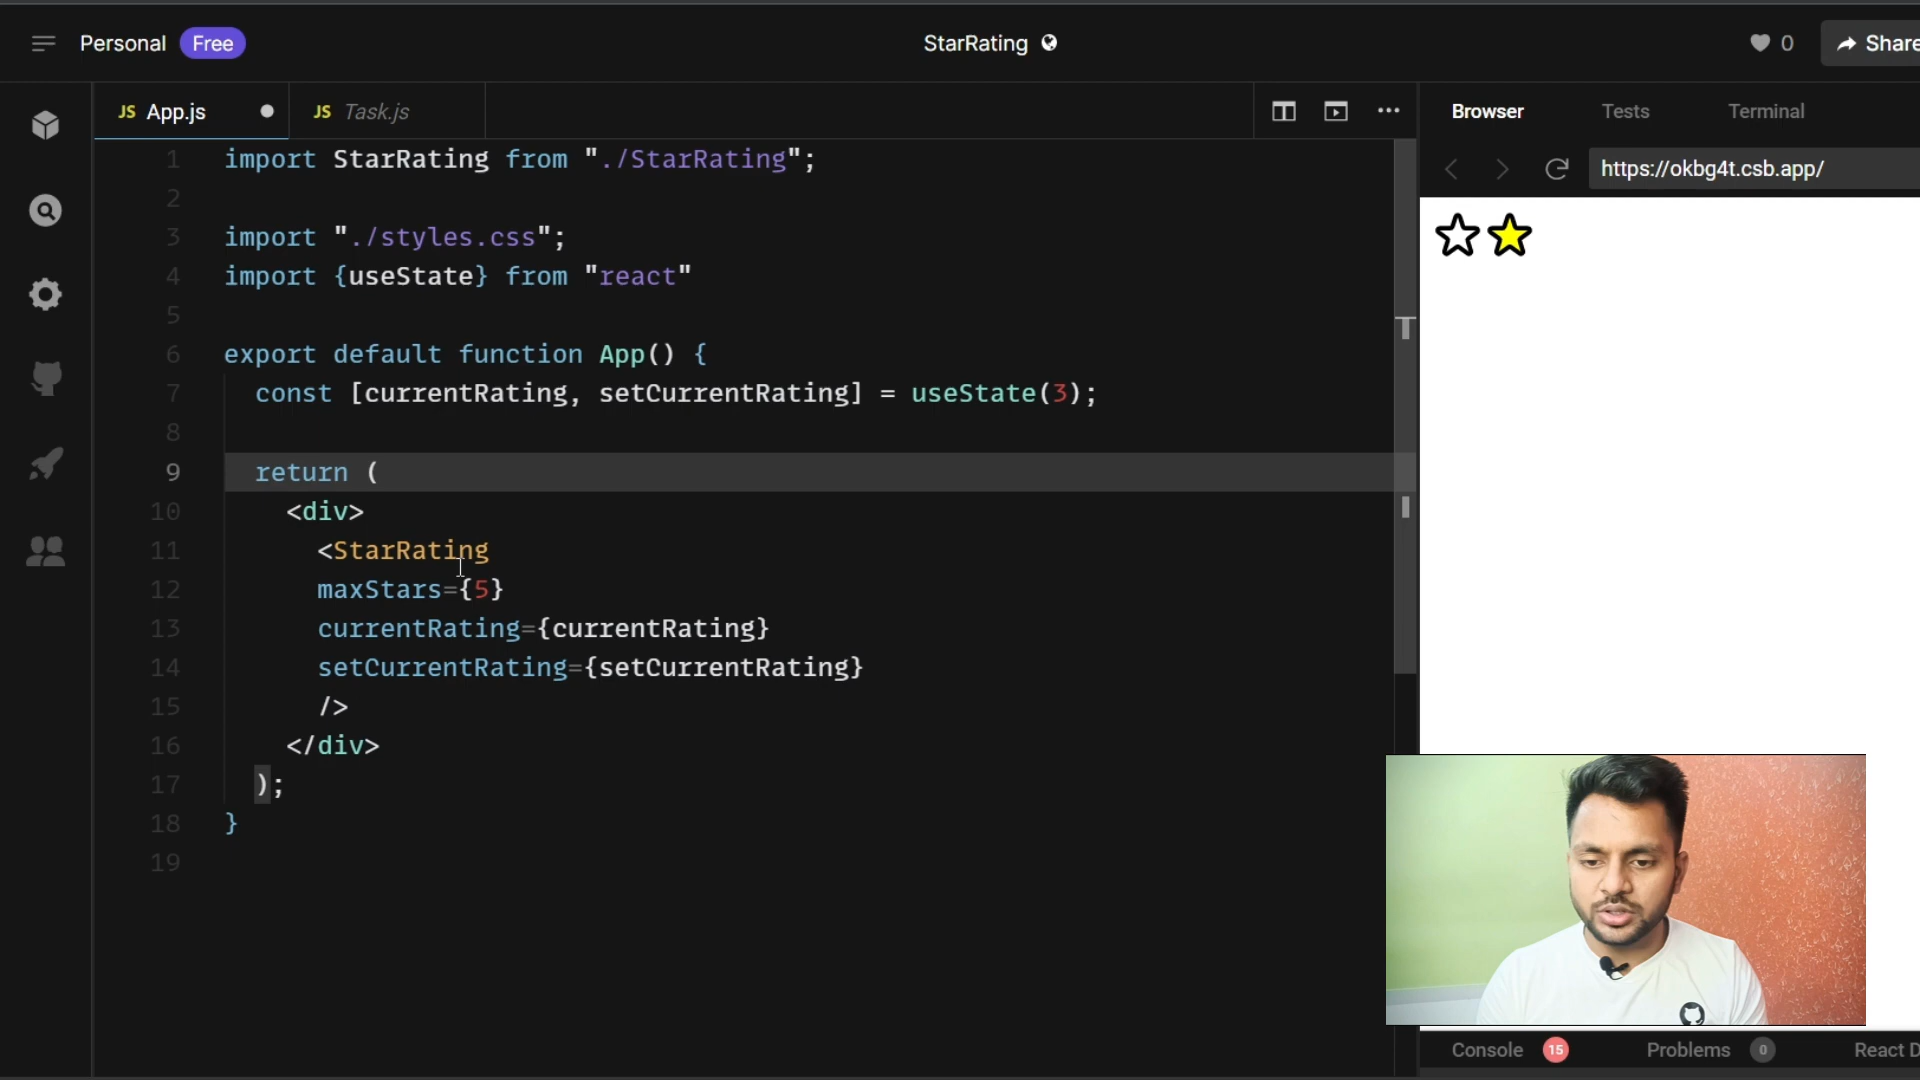 Personal Free
StarRating
0
Share
JS App.js
JS Task.js
Browser
Tests
Terminal
https://okbg4t.csb.app/
1 import StarRating from "./StarRating";
2
3 import "./styles.css";
4 import {useState} from "react"
5
6 export default function App() {
7 const [currentRating, setCurrentRating] = useState(3);
8
9 return (
10 <div>
11 <StarRating
12 maxStars={5}
13 currentRating={currentRating}
14 setCurrentRating={setCurrentRating}
15 />
16 </div>
17 );
18 }
19
Console 15
Problems 0
React D